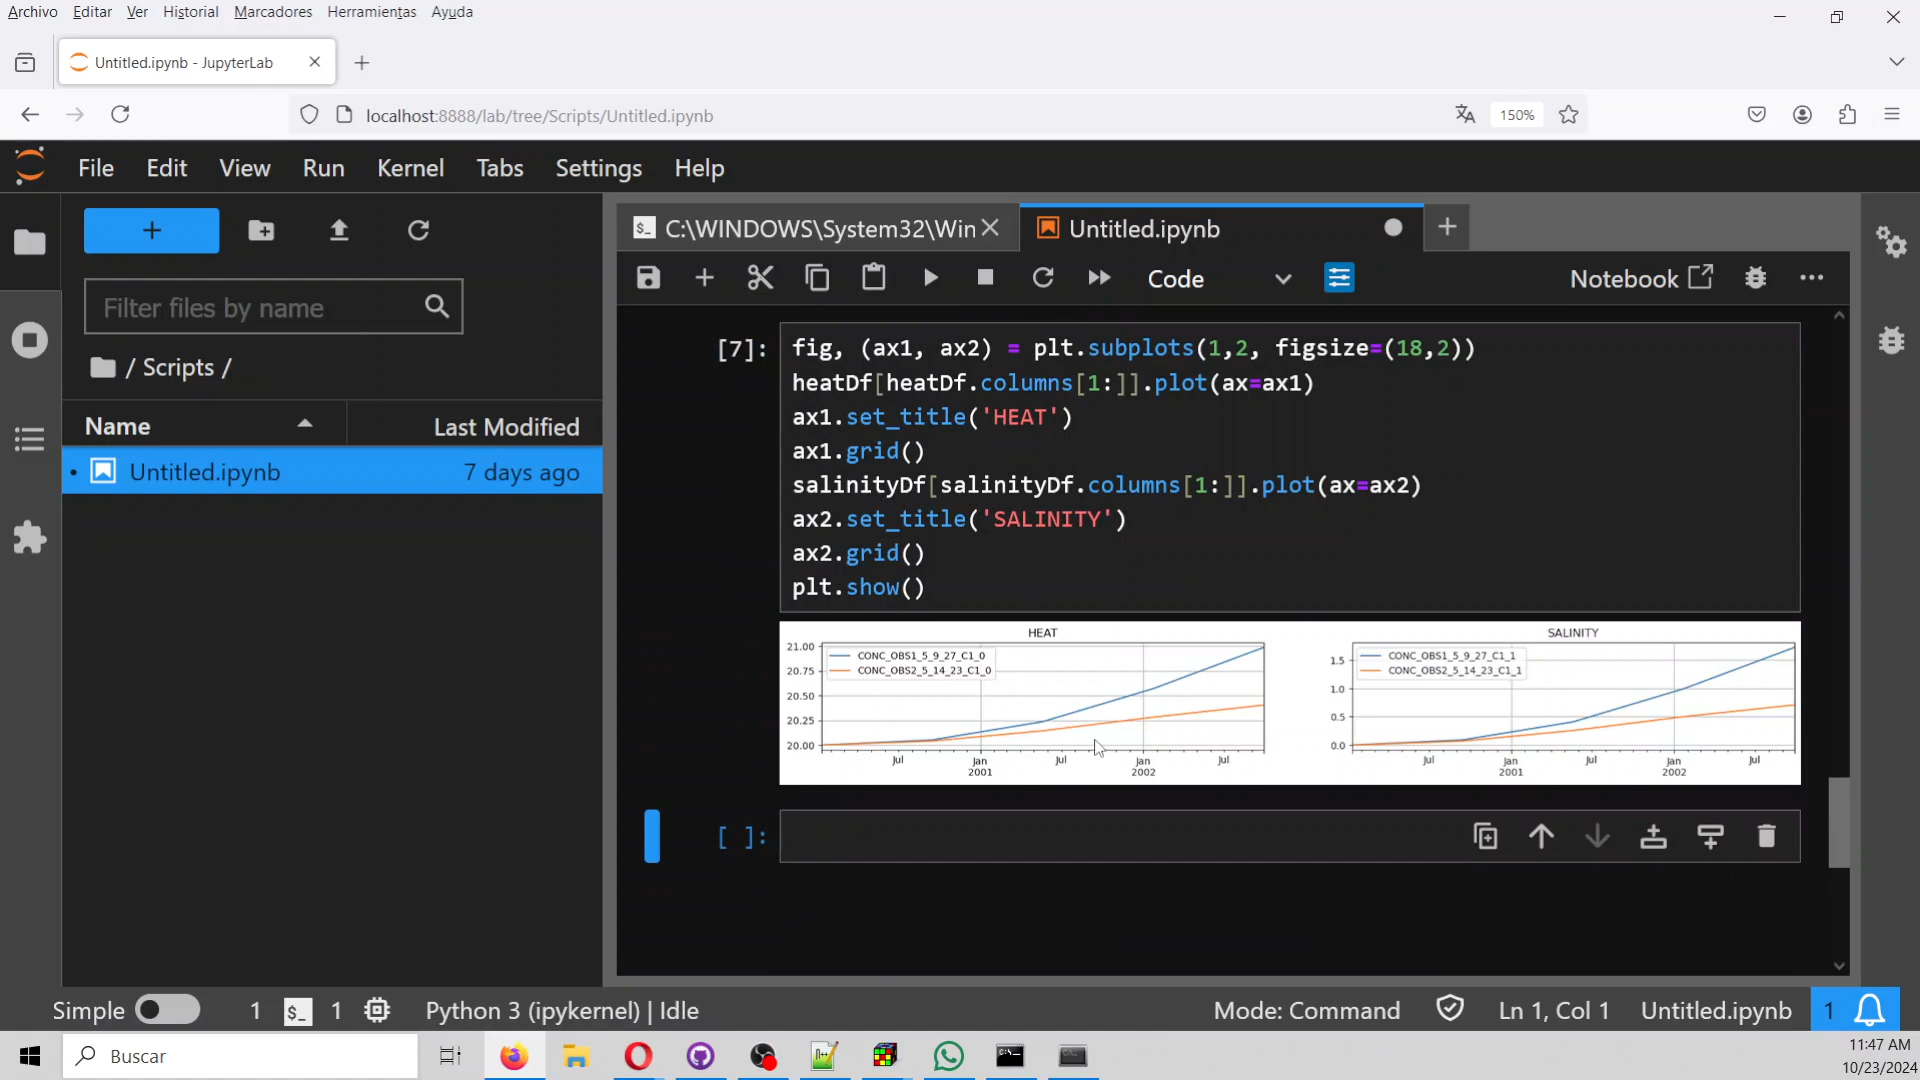 Archivo Editar Ver Historial Marcadores Herramientas Ayuda
Untitled.ipynb - JupyterLab
localhost:8888/lab/tree/Scripts/Untitled.ipynb 150%
File Edit View Run Kernel Tabs Settings Help
C:\WINDOWS\System32\Win Untitled.ipynb
Code Notebook
Filter files by name
/ Scripts /
Name Last Modified
Untitled.ipynb 7 days ago
[7]:
fig, (ax1, ax2) = plt.subplots(1,2, figsize=(18,2))
heatDf[heatDf.columns[1:]].plot(ax=ax1)
ax1.set_title('HEAT')
ax1.grid()
salinityDf[salinityDf.columns[1:]].plot(ax=ax2)
ax2.set_title('SALINITY')
ax2.grid()
plt.show()
HEAT
21.00
20.75
20.50
20.25
20.00
CONC_OBS1_5_9_27_C1_0
CONC_OBS2_5_14_23_C1_0
Jul Jan Jul Jan Jul
2001 2002
SALINITY
1.5
1.0
0.5
0.0
CONC_OBS1_5_9_27_C1_1
CONC_OBS2_5_14_23_C1_1
Jul Jan Jul Jan Jul
2001 2002
[ ]:
Simple 1 $_ 1 Python 3 (ipykernel) | Idle Mode: Command Ln 1, Col 1 Untitled.ipynb 1
Buscar
11:47 AM
10/23/2024